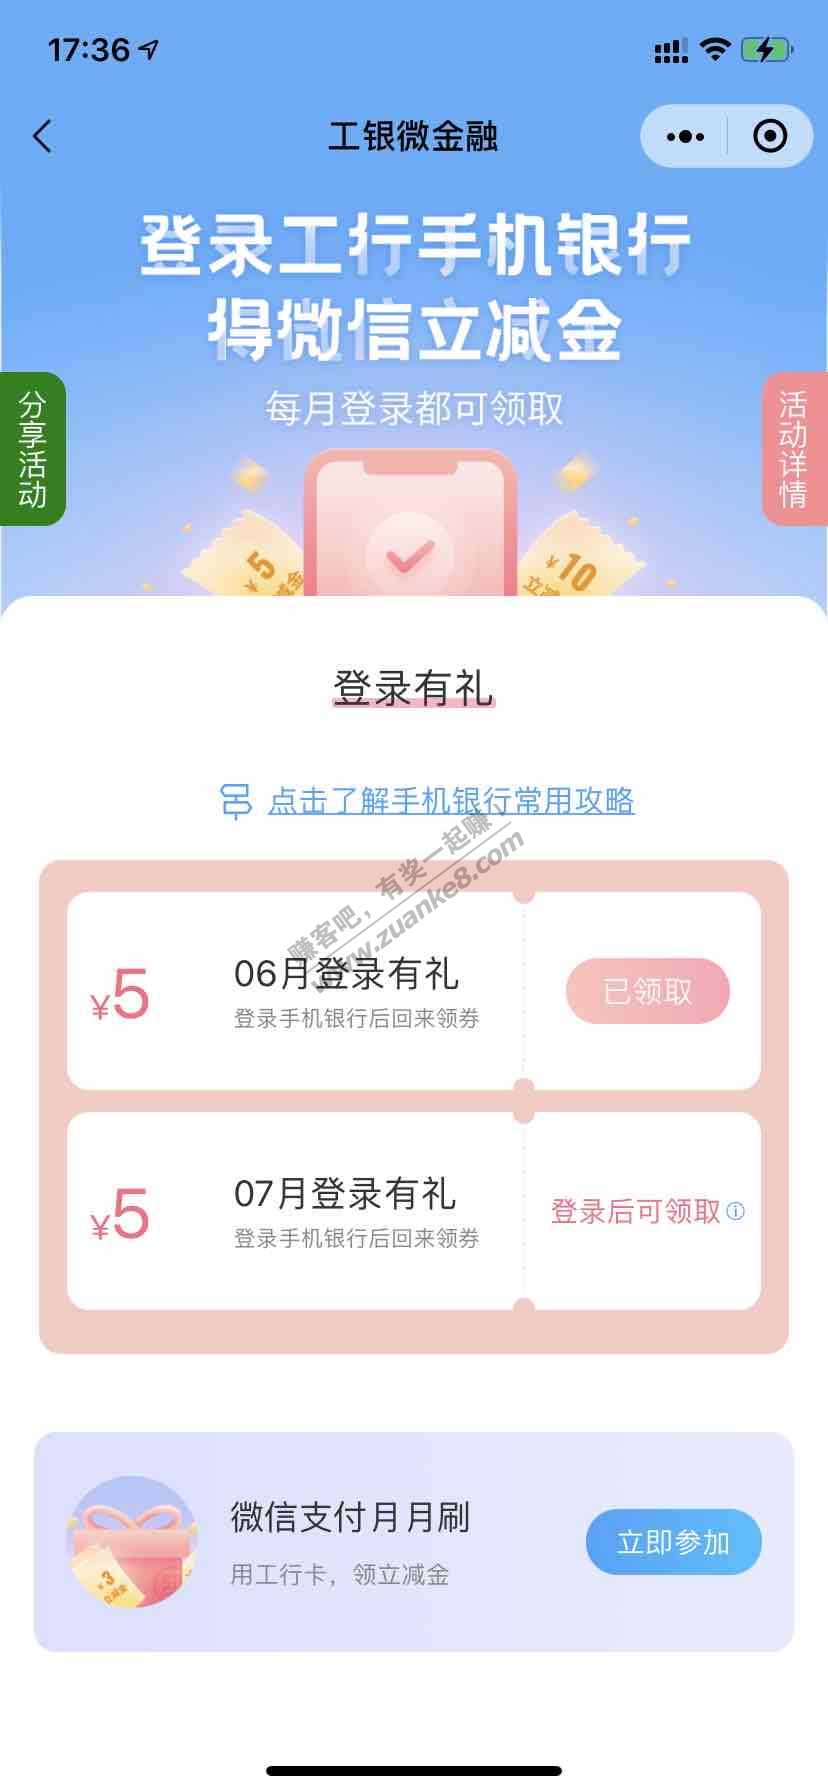 17:36
工银微金融
登录工行手机银行
得微信立减金
每月登录都可领取
分享活动
活动详情
¥5
¥10
登录有礼
点击了解手机银行常用攻略
赚客吧，有奖一起赚！
www.zuanke8.com
¥5
06月登录有礼
登录手机银行后回来领券
已领取
¥5
07月登录有礼
登录手机银行后回来领券
登录后可领取
微信支付月月刷
用工行卡，领立减金
立即参加
¥3
立减金